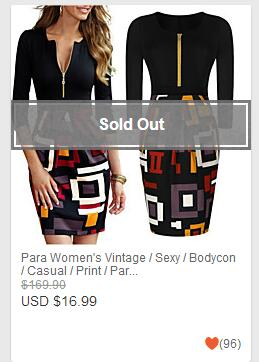 Sold Out
Para Women's Vintage / Sexy / Bodycon
/ Casual / Print / Par...
$169.90
USD $16.99
(96)